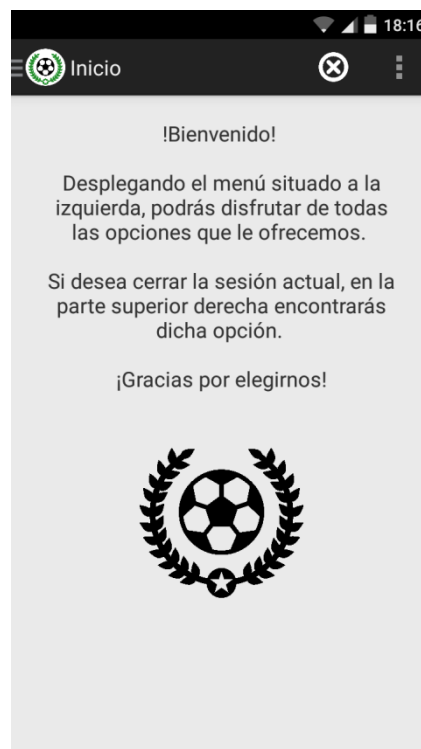 18:16
Inicio
!Bienvenido!
Desplegando el menú situado a la
izquierda, podrás disfrutar de todas
las opciones que le ofrecemos.
Si desea cerrar la sesión actual, en la
parte superior derecha encontrarás
dicha opción.
¡Gracias por elegirnos!